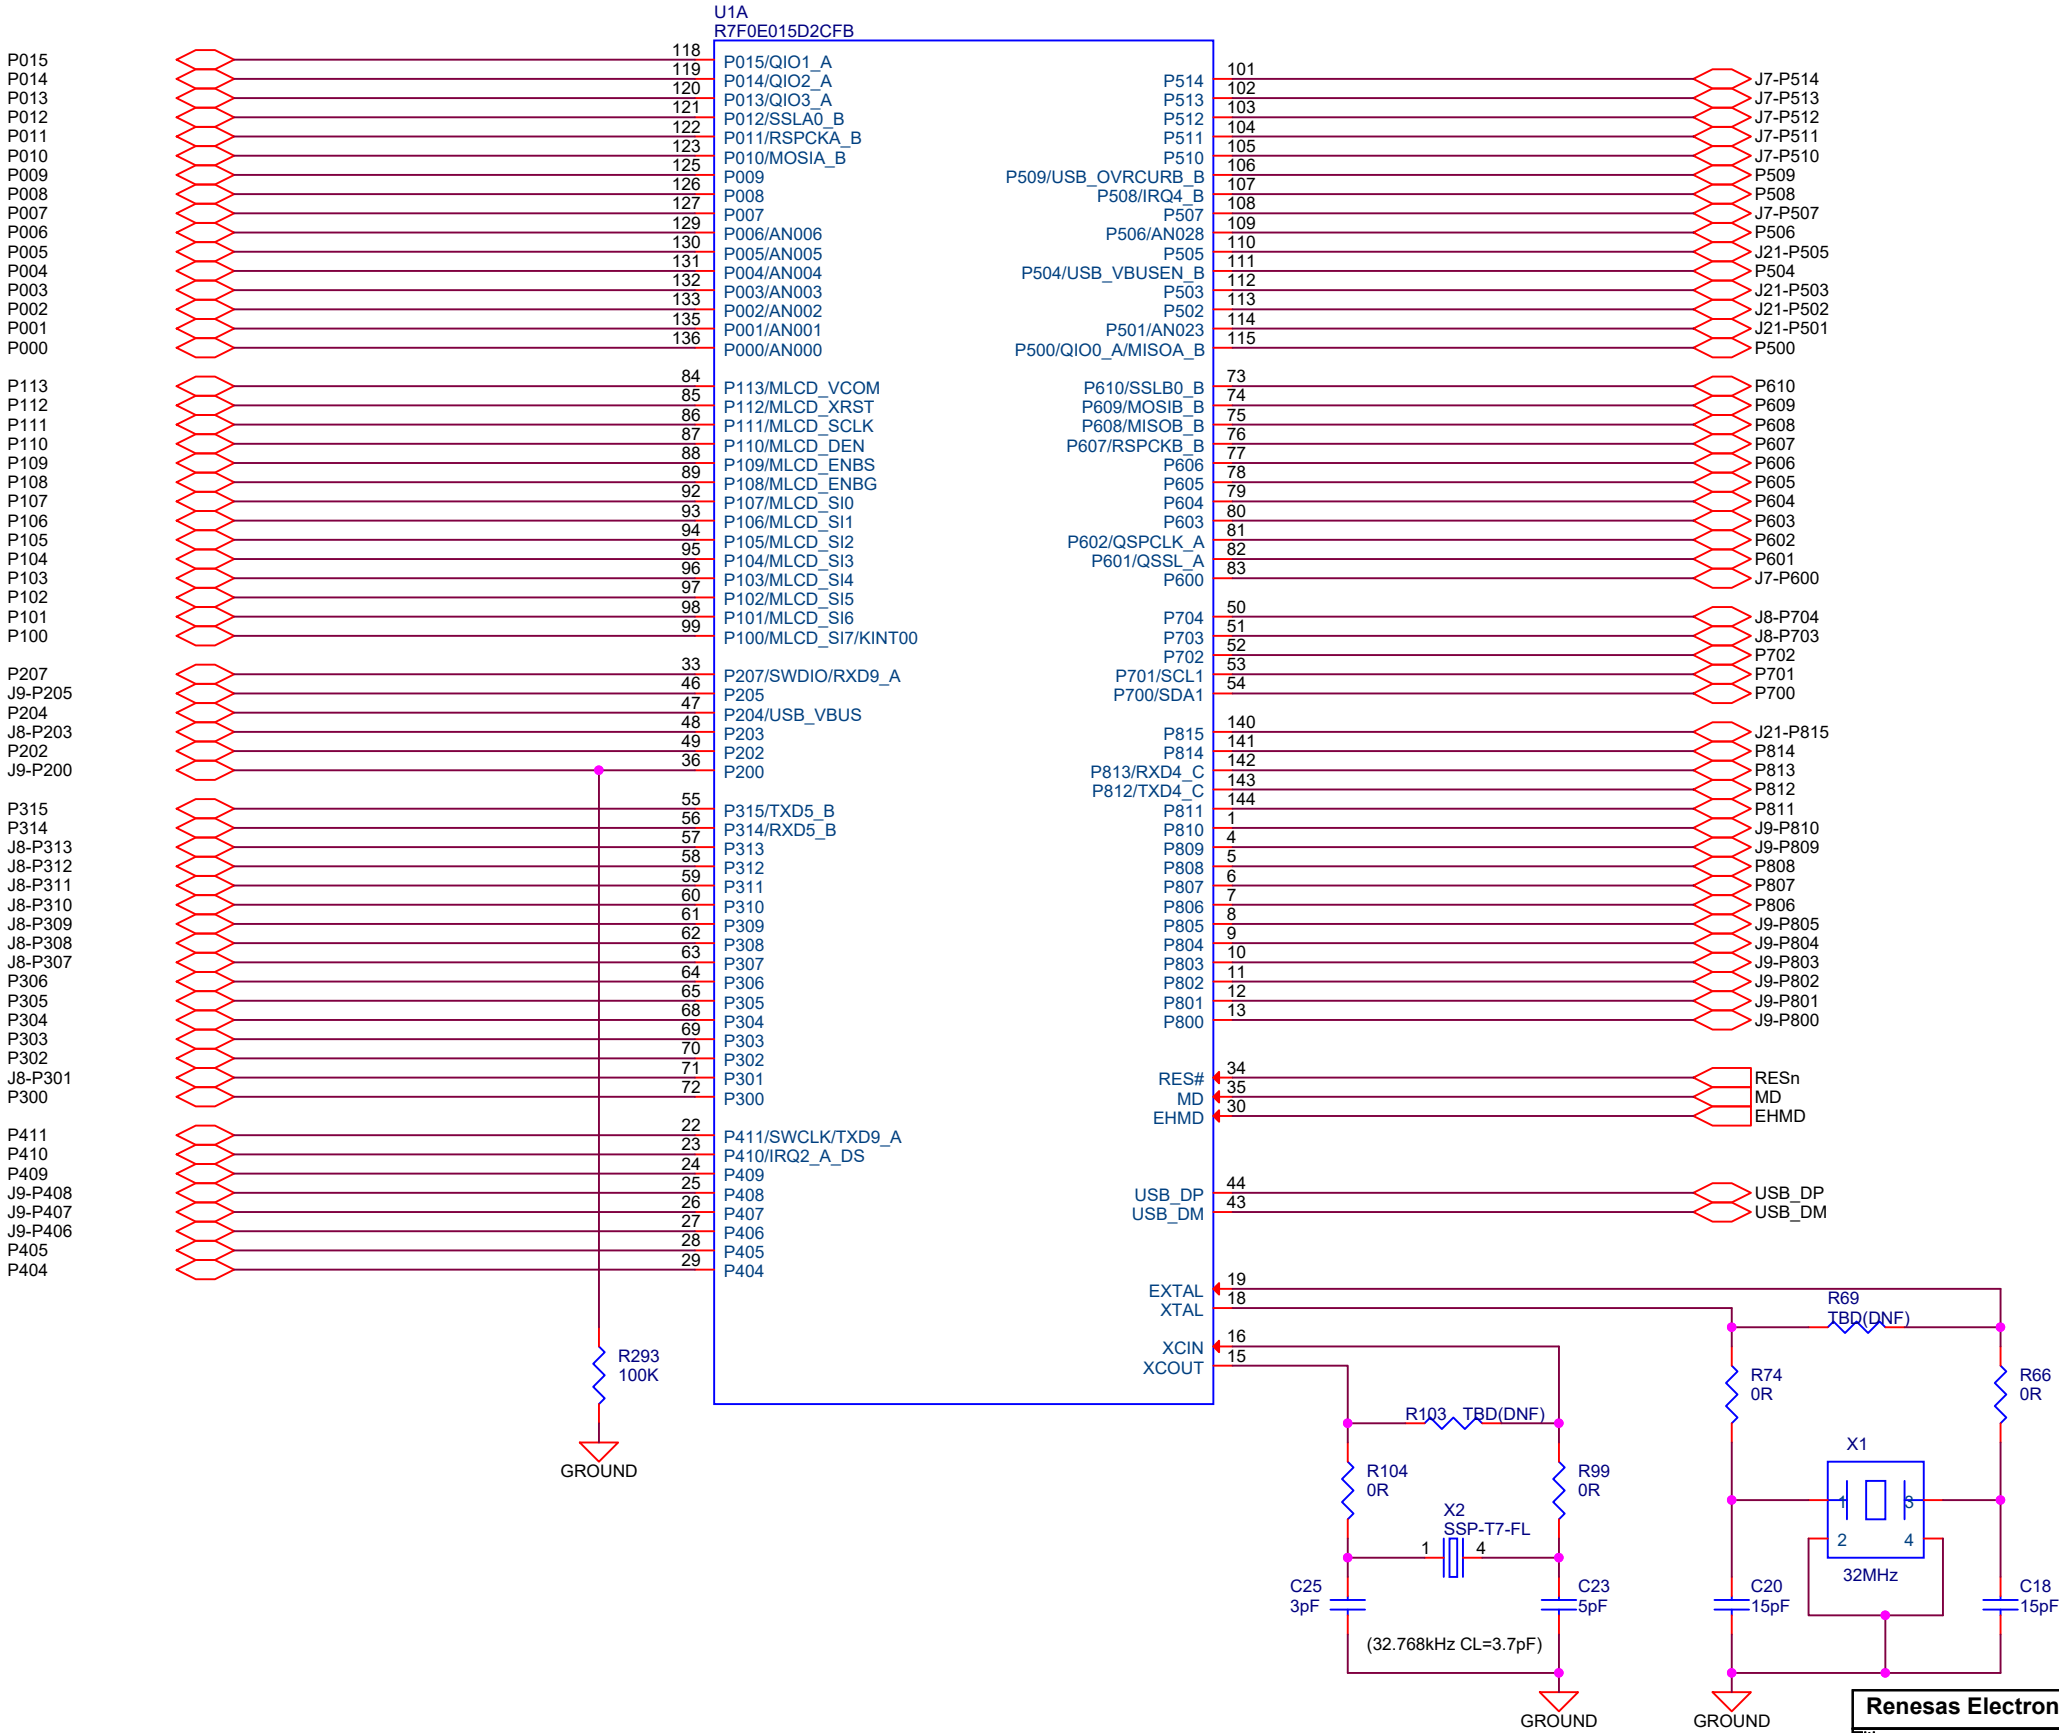 U1A
R7F0E015D2CFB
P015 118 P015/QIO1_A
P014 119 P014/QIO2_A
P013 120 P013/QIO3_A
P012 121 P012/SSLA0_B
P011 122 P011/RSPCKA_B
P010 123 P010/MOSIA_B
P009 125 P009
P008 126 P008
P007 127 P007
P006 129 P006/AN006
P005 130 P005/AN005
P004 131 P004/AN004
P003 132 P003/AN003
P002 133 P002/AN002
P001 135 P001/AN001
P000 136 P000/AN000
P113 84 P113/MLCD_VCOM
P112 85 P112/MLCD_XRST
P111 86 P111/MLCD_SCLK
P110 87 P110/MLCD_DEN
P109 88 P109/MLCD_ENBS
P108 89 P108/MLCD_ENBG
P107 92 P107/MLCD_SI0
P106 93 P106/MLCD_SI1
P105 94 P105/MLCD_SI2
P104 95 P104/MLCD_SI3
P103 96 P103/MLCD_SI4
P102 97 P102/MLCD_SI5
P101 98 P101/MLCD_SI6
P100 99 P100/MLCD_SI7/KINT00
P207 33 P207/SWDIO/RXD9_A
J9-P205 46 P205
P204 47 P204/USB_VBUS
J8-P203 48 P203
P202 49 P202
J9-P200 36 P200
P315 55 P315/TXD5_B
P314 56 P314/RXD5_B
J8-P313 57 P313
J8-P312 58 P312
J8-P311 59 P311
J8-P310 60 P310
J8-P309 61 P309
J8-P308 62 P308
J8-P307 63 P307
P306 64 P306
P305 65 P305
P304 68 P304
P303 69 P303
P302 70 P302
J8-P301 71 P301
P300 72 P300
P411 22 P411/SWCLK/TXD9_A
P410 23 P410/IRQ2_A_DS
P409 24 P409
J9-P408 25 P408
J9-P407 26 P407
J9-P406 27 P406
P405 28 P405
P404 29 P404
R293
100K
GROUND
P514 101 J7-P514
P513 102 J7-P513
P512 103 J7-P512
P511 104 J7-P511
P510 105 J7-P510
P509/USB_OVRCURB_B 106 P509
P508/IRQ4_B 107 P508
P507 108 J7-P507
P506/AN028 109 P506
P505 110 J21-P505
P504/USB_VBUSEN_B 111 P504
P503 112 J21-P503
P502 113 J21-P502
P501/AN023 114 J21-P501
P500/QIO0_A/MISOA_B 115 P500
P610/SSLB0_B 73 P610
P609/MOSIB_B 74 P609
P608/MISOB_B 75 P608
P607/RSPCKB_B 76 P607
P606 77 P606
P605 78 P605
P604 79 P604
P603 80 P603
P602/QSPCLK_A 81 P602
P601/QSSL_A 82 P601
P600 83 J7-P600
P704 50 J8-P704
P703 51 J8-P703
P702 52 P702
P701/SCL1 53 P701
P700/SDA1 54 P700
P815 140 J21-P815
P814 141 P814
P813/RXD4_C 142 P813
P812/TXD4_C 143 P812
P811 144 P811
P810 1 J9-P810
P809 4 J9-P809
P808 5 P808
P807 6 P807
P806 7 P806
P805 8 J9-P805
P804 9 J9-P804
P803 10 J9-P803
P802 11 J9-P802
P801 12 J9-P801
P800 13 J9-P800
RES# 34 RESn
MD 35 MD
EHMD 30 EHMD
USB_DP 44 USB_DP
USB_DM 43 USB_DM
EXTAL 19
XTAL 18
XCIN 16
XCOUT 15
R69
TBD(DNF)
R74
0R
R66
0R
R103 TBD(DNF)
R104
0R
R99
0R
X1
1 3
2 4
32MHz
X2
SSP-T7-FL
1 4
C25
3pF
C23
5pF
C20
15pF
C18
15pF
(32.768kHz CL=3.7pF)
GROUND
GROUND
Renesas Electron